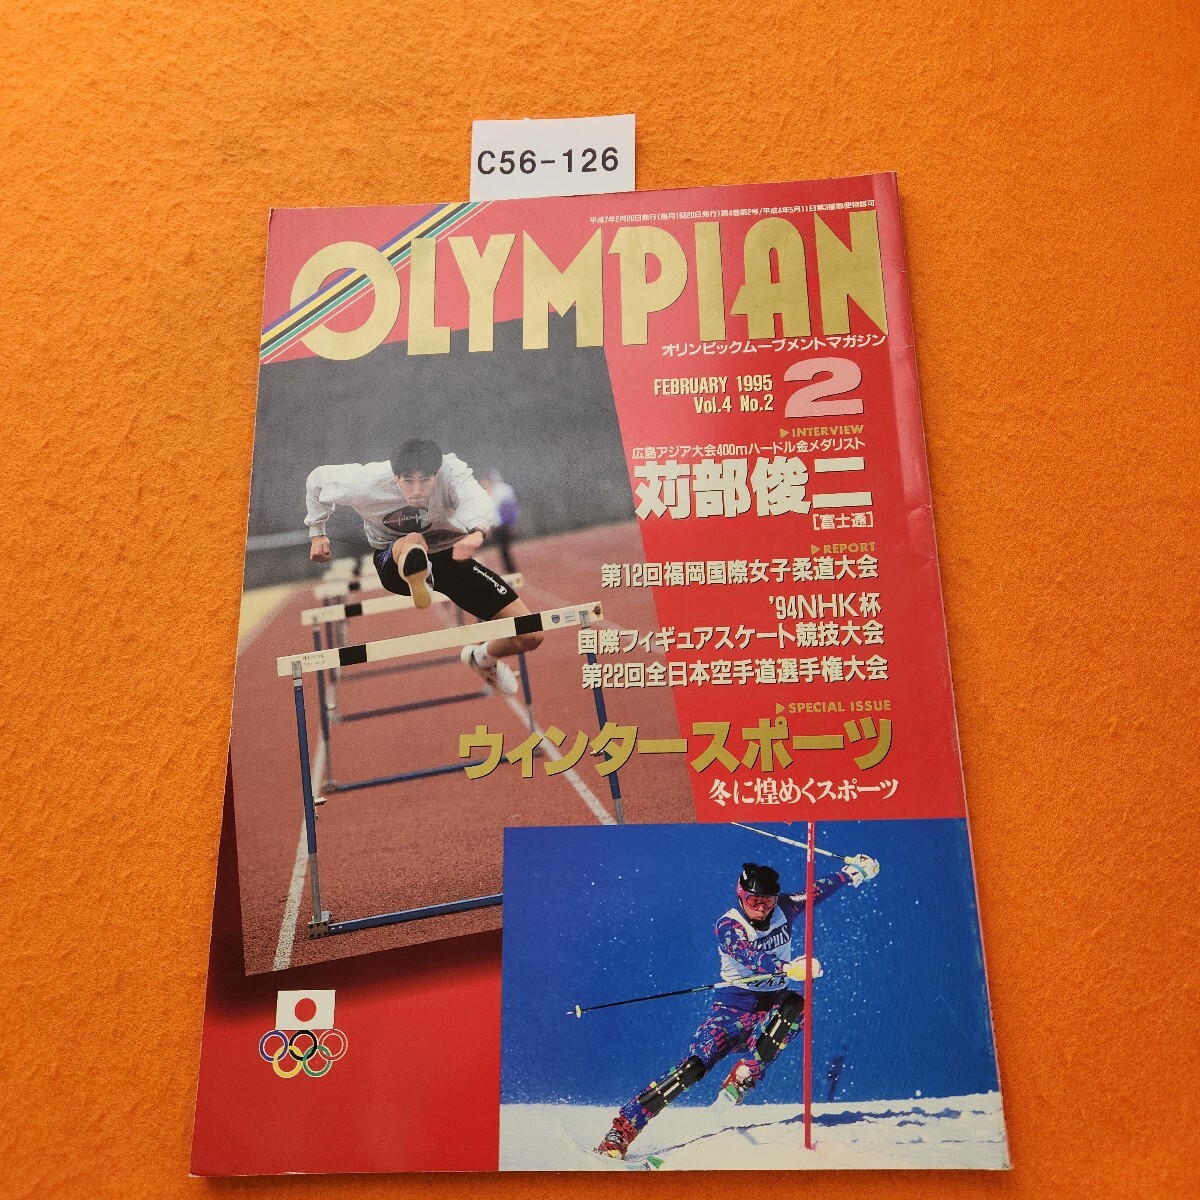 C56-126
平成7年2月20日発行(毎月1回20日発行)第4巻第2号/平成4年5月11日第3種郵便物認可
OLYMPIAN
オリンピックムーブメントマガジン
FEBRUARY 1995
Vol.4 No.2
2
▶INTERVIEW
広島アジア大会400mハードル金メダリスト
苅部俊二
[富士通]
▶REPORT
第12回福岡国際女子柔道大会
'94NHK杯
国際フィギュアスケート競技大会
第22回全日本空手道選手権大会
▶SPECIAL ISSUE
ウィンタースポーツ
冬に煌めくスポーツ